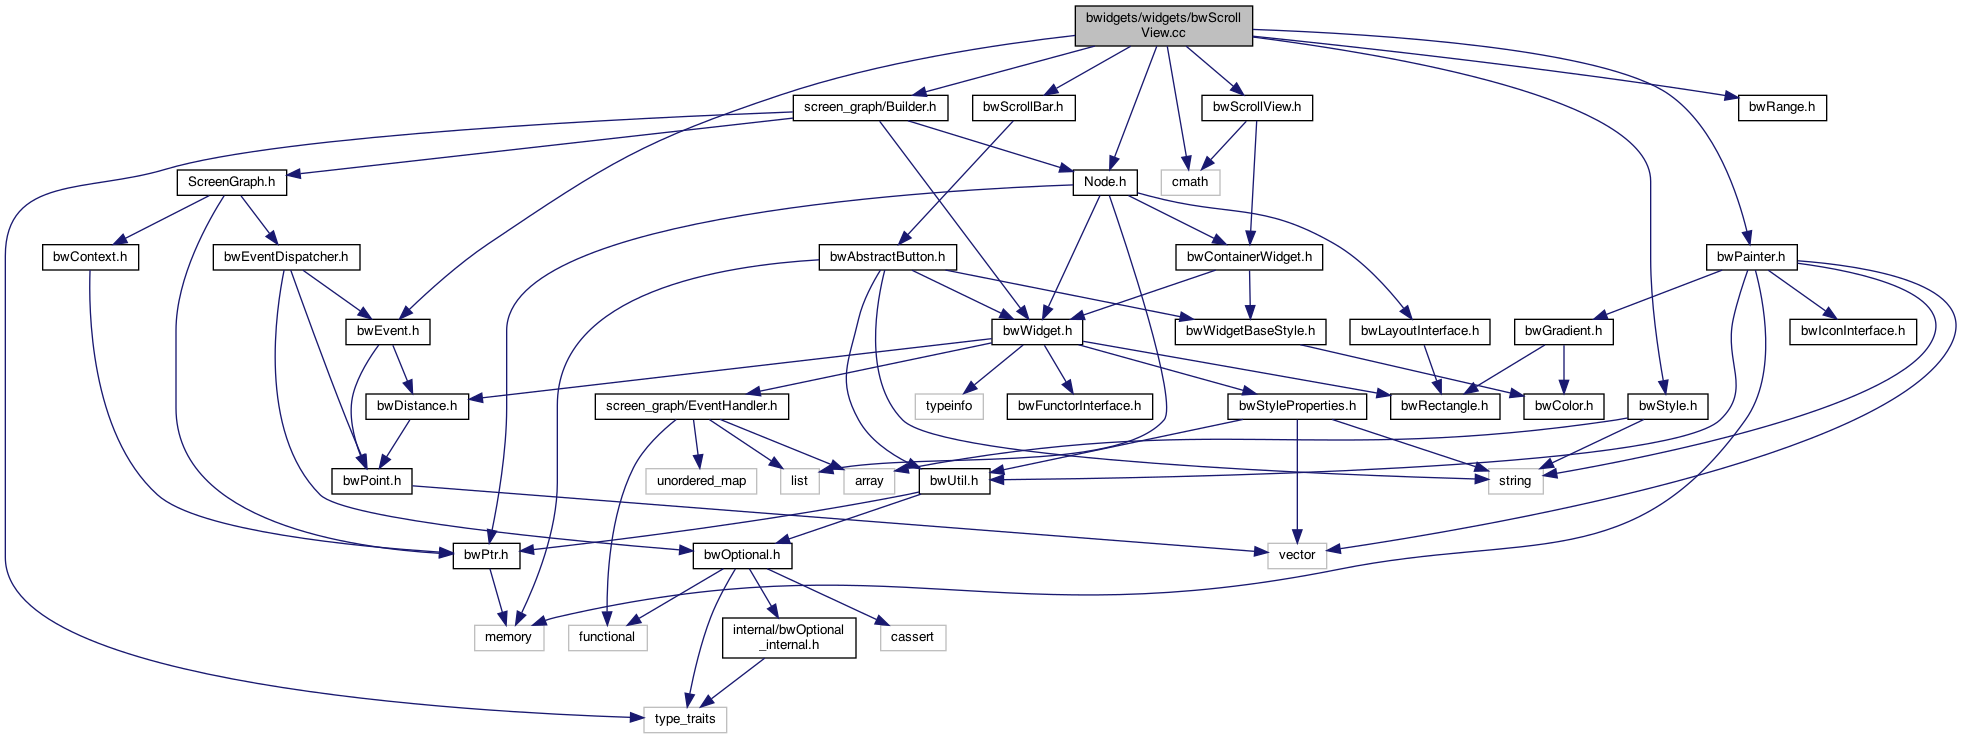 bwidgets/widgets/bwScroll
View.cc
screen_graph/Builder.h
bwScrollBar.h
bwScrollView.h
bwRange.h
ScreenGraph.h
Node.h
cmath
bwContext.h
bwEventDispatcher.h
bwAbstractButton.h
bwContainerWidget.h
bwPainter.h
bwEvent.h
bwWidget.h
bwWidgetBaseStyle.h
bwLayoutInterface.h
bwGradient.h
bwIconInterface.h
bwDistance.h
screen_graph/EventHandler.h
typeinfo
bwFunctorInterface.h
bwStyleProperties.h
bwRectangle.h
bwColor.h
bwStyle.h
bwPoint.h
unordered_map
list
array
bwUtil.h
string
bwPtr.h
bwOptional.h
vector
memory
functional
internal/bwOptional
_internal.h
cassert
type_traits